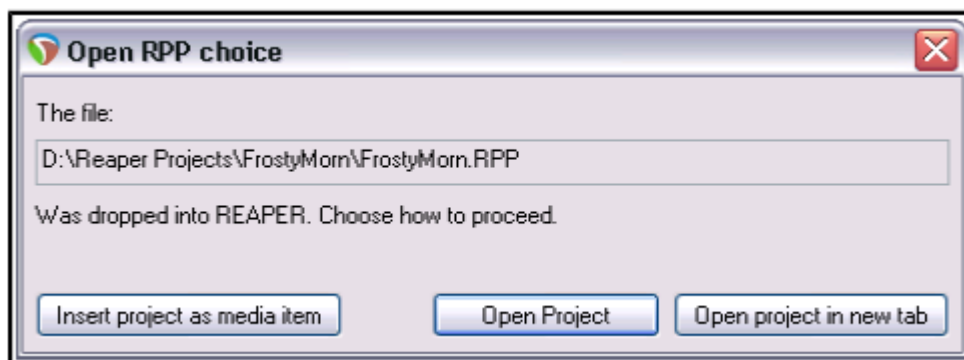 Open RPP choice
The file:
D:\Reaper Projects\FrostyMorn\FrostyMorn.RPP
Was dropped into REAPER. Choose how to proceed.
Insert project as media item Open Project Open project in new tab